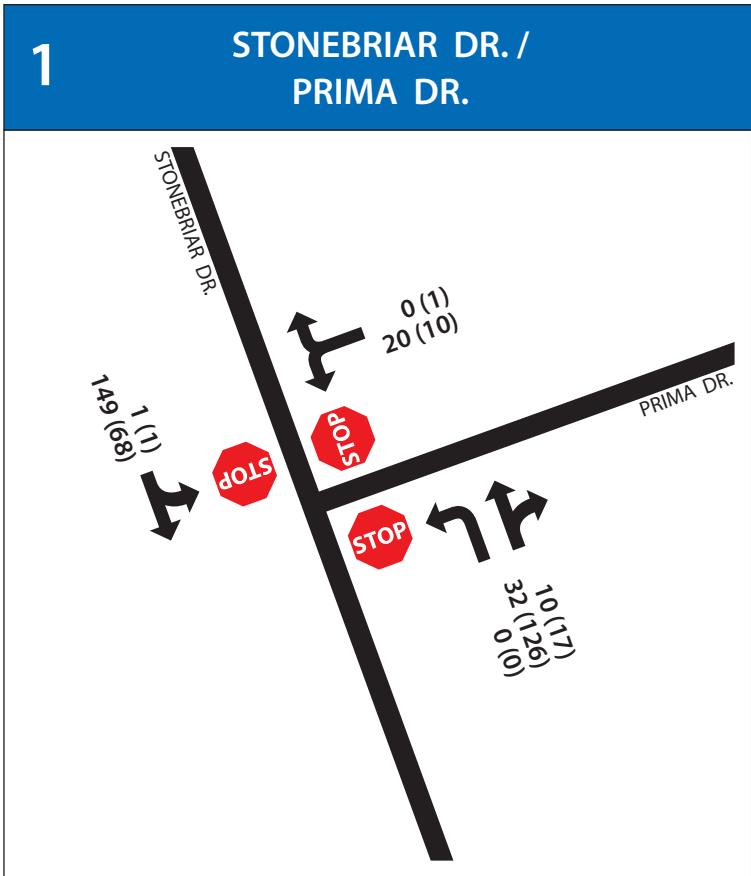 1
STONEBRIAR DR. /
PRIMA DR.
STONEBRIAR DR.
0 (1)
20 (10)
PRIMA DR.
1 (1)
149 (68)
STOP
STOP
STOP
10 (17)
32 (126)
0 (0)